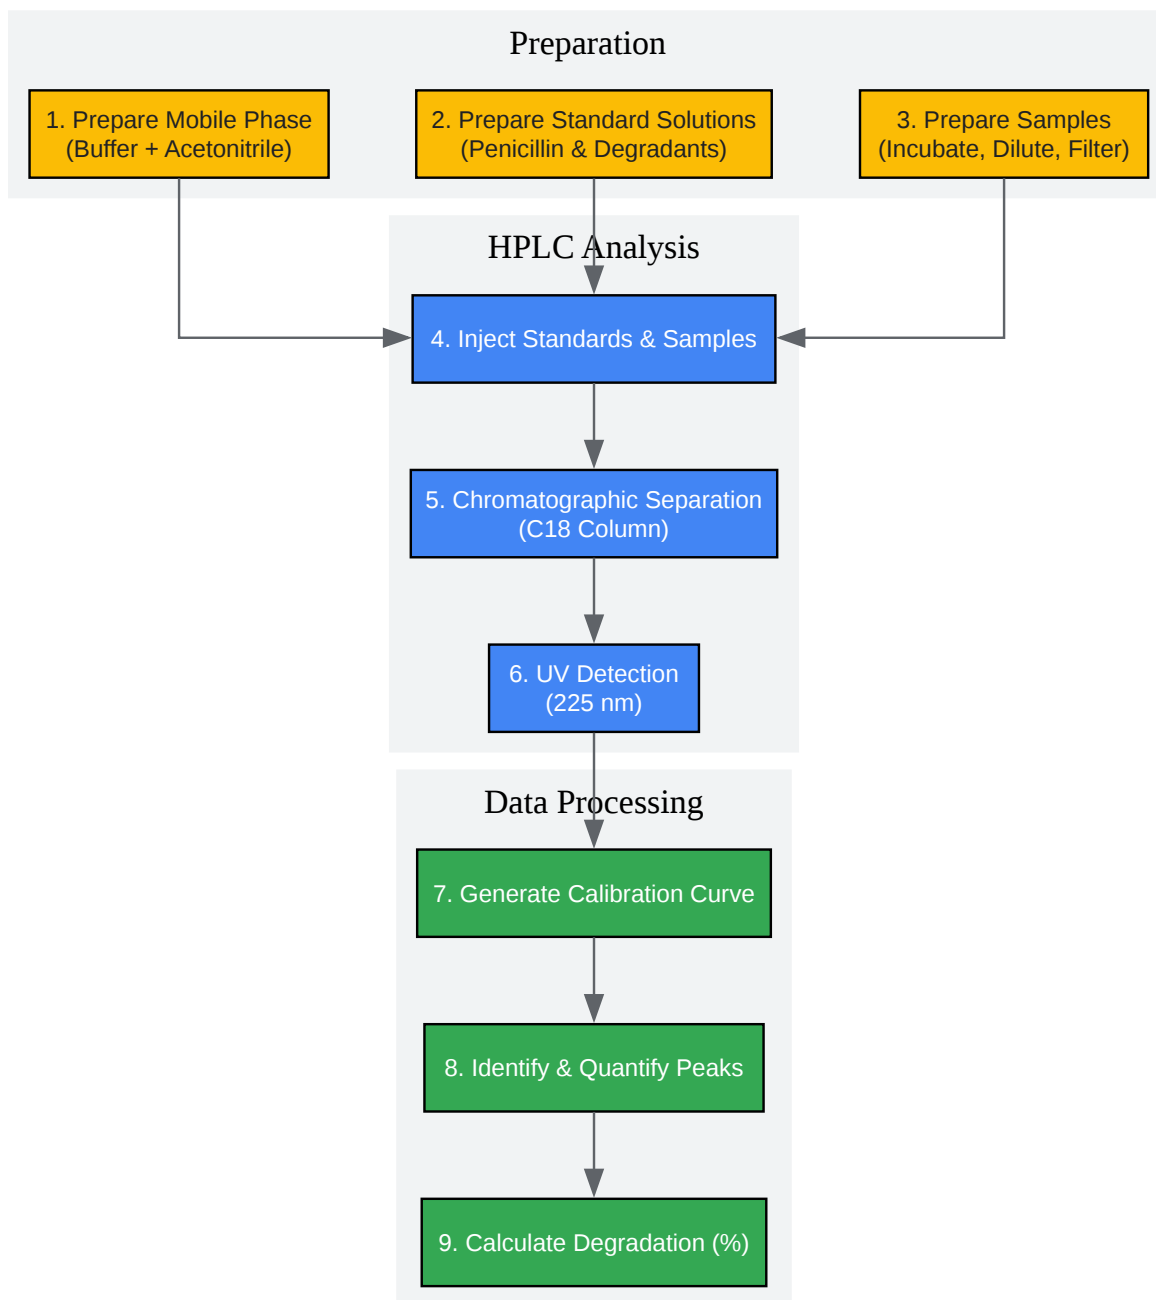 Preparation
1. Prepare Mobile Phase
(Buffer + Acetonitrile)
2. Prepare Standard Solutions
(Penicillin & Degradants)
3. Prepare Samples
(Incubate, Dilute, Filter)
HPLC Analysis
4. Inject Standards & Samples
5. Chromatographic Separation
(C18 Column)
6. UV Detection
(225 nm)
Data Processing
7. Generate Calibration Curve
8. Identify & Quantify Peaks
9. Calculate Degradation (%)